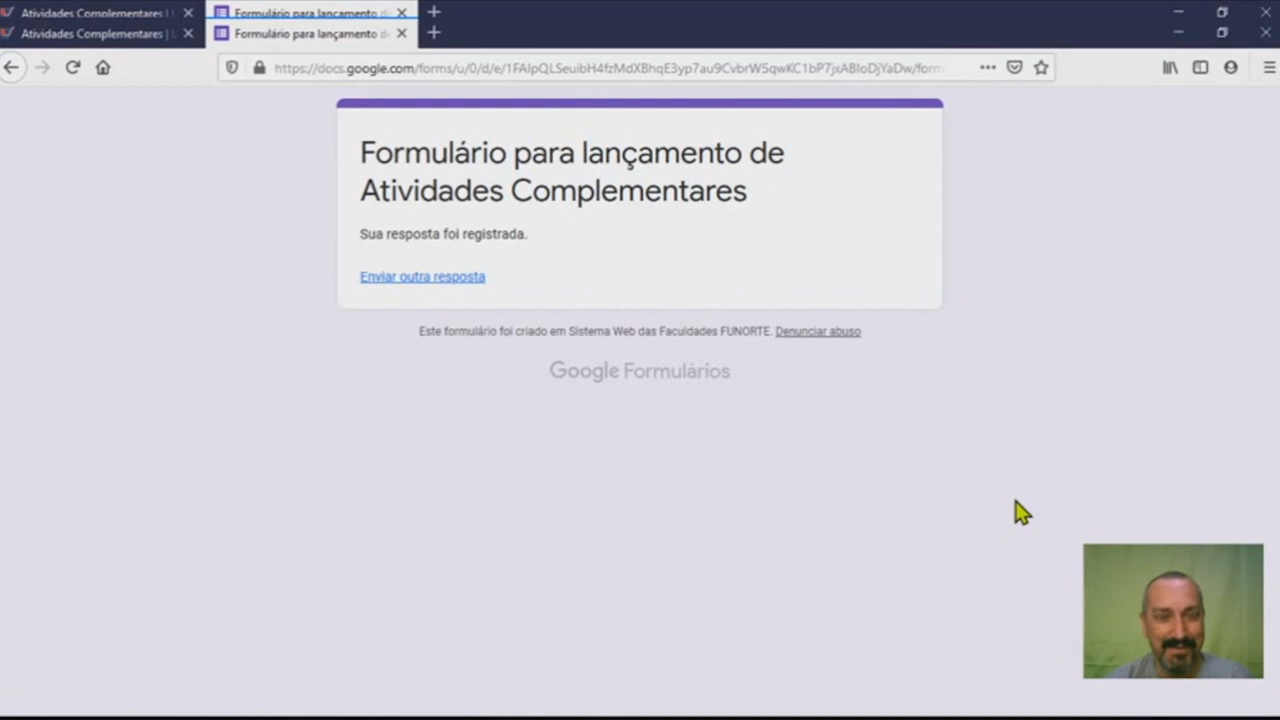 Atividades Complementares |
Formulário para lançamento d
Atividades Complementares |
Formulário para lançamento de
https://docs.google.com/forms/u/0/d/e/1FAIpQLSeuibH4fzMdXBhqE3yp7au9CvbrW5qwKC1bP7jxABIoDjYaDw/form
Formulário para lançamento de
Atividades Complementares
Sua resposta foi registrada.
Enviar outra resposta
Este formulário foi criado em Sistema Web das Faculdades FUNORTE. Denunciar abuso
Google Formulários